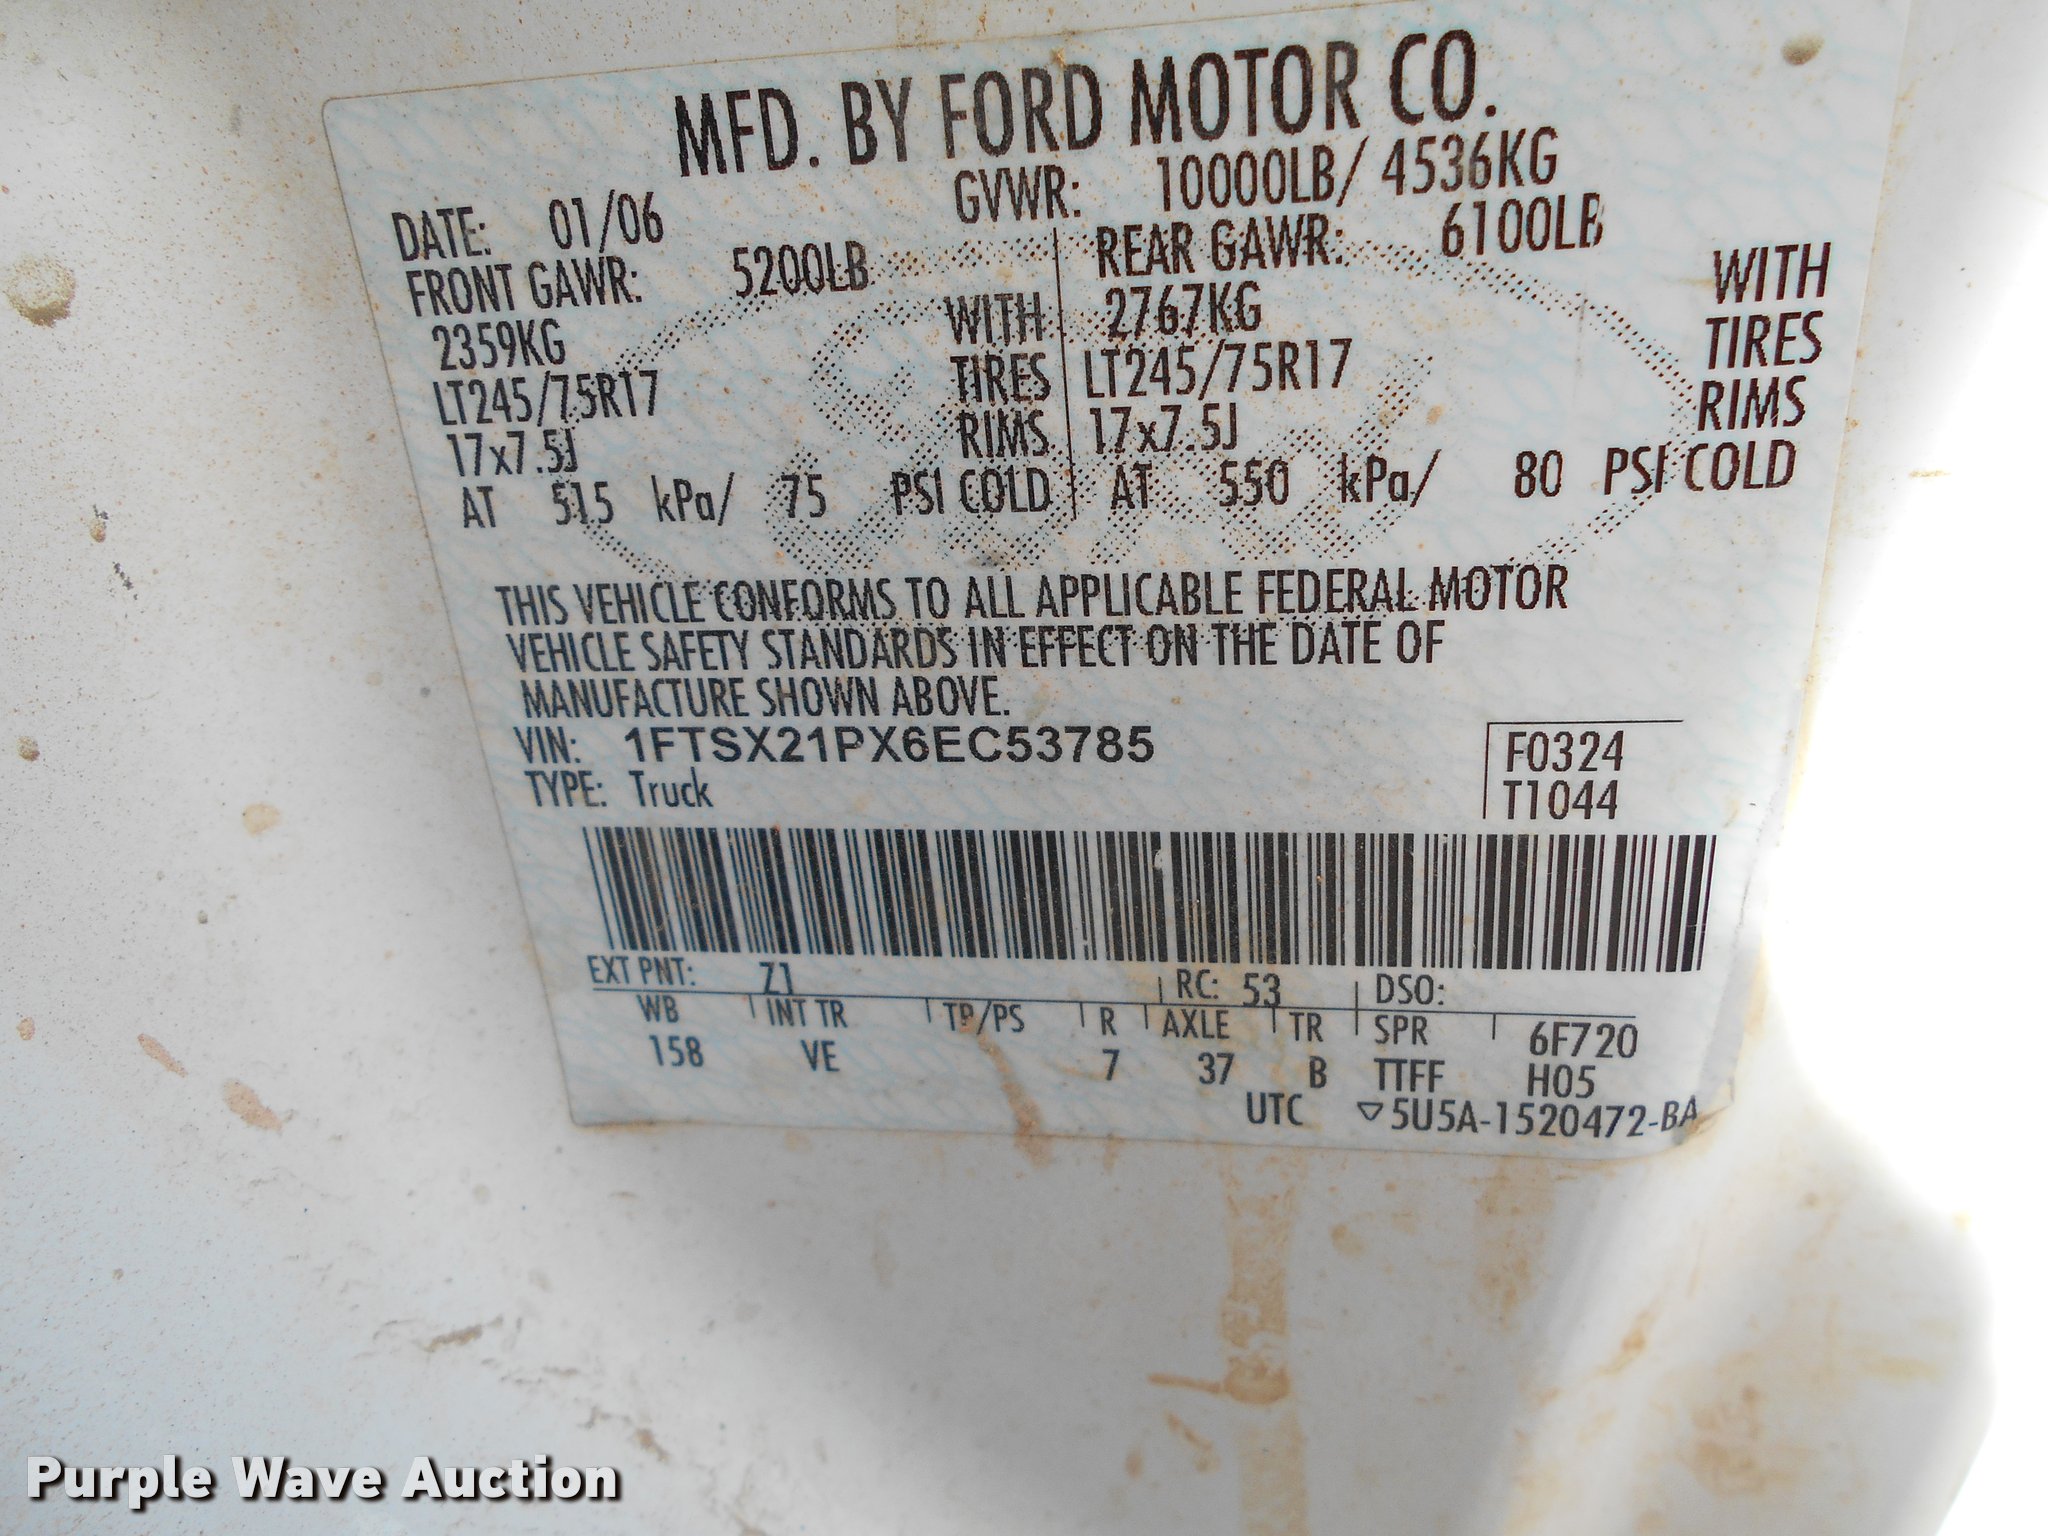 MFD. BY FORD MOTOR CO.
DATE: 01/06 GVWR: 10000LB/ 4536KG
FRONT GAWR: 5200LB REAR GAWR: 6100LB
2359KG WITH 2767KG WITH
LT245/75R17 TIRES LT245/75R17 TIRES
17x7.5J RIMS 17x7.5J RIMS
AT 515 kPa/ 75 PSI COLD AT 550 kPa/ 80 PSI COLD
THIS VEHICLE CONFORMS TO ALL APPLICABLE FEDERAL MOTOR
VEHICLE SAFETY STANDARDS IN EFFECT ON THE DATE OF
MANUFACTURE SHOWN ABOVE.
VIN: 1FTSX21PX6EC53785 F0324
TYPE: Truck T1044
EXT PNT: Z1 RC: 53 DSO:
WB INT TR TP/PS R AXLE TR SPR 6F720
158 VE 7 37 B TTFF H05
UTC ▽5U5A-1520472-BA
Purple Wave Auction